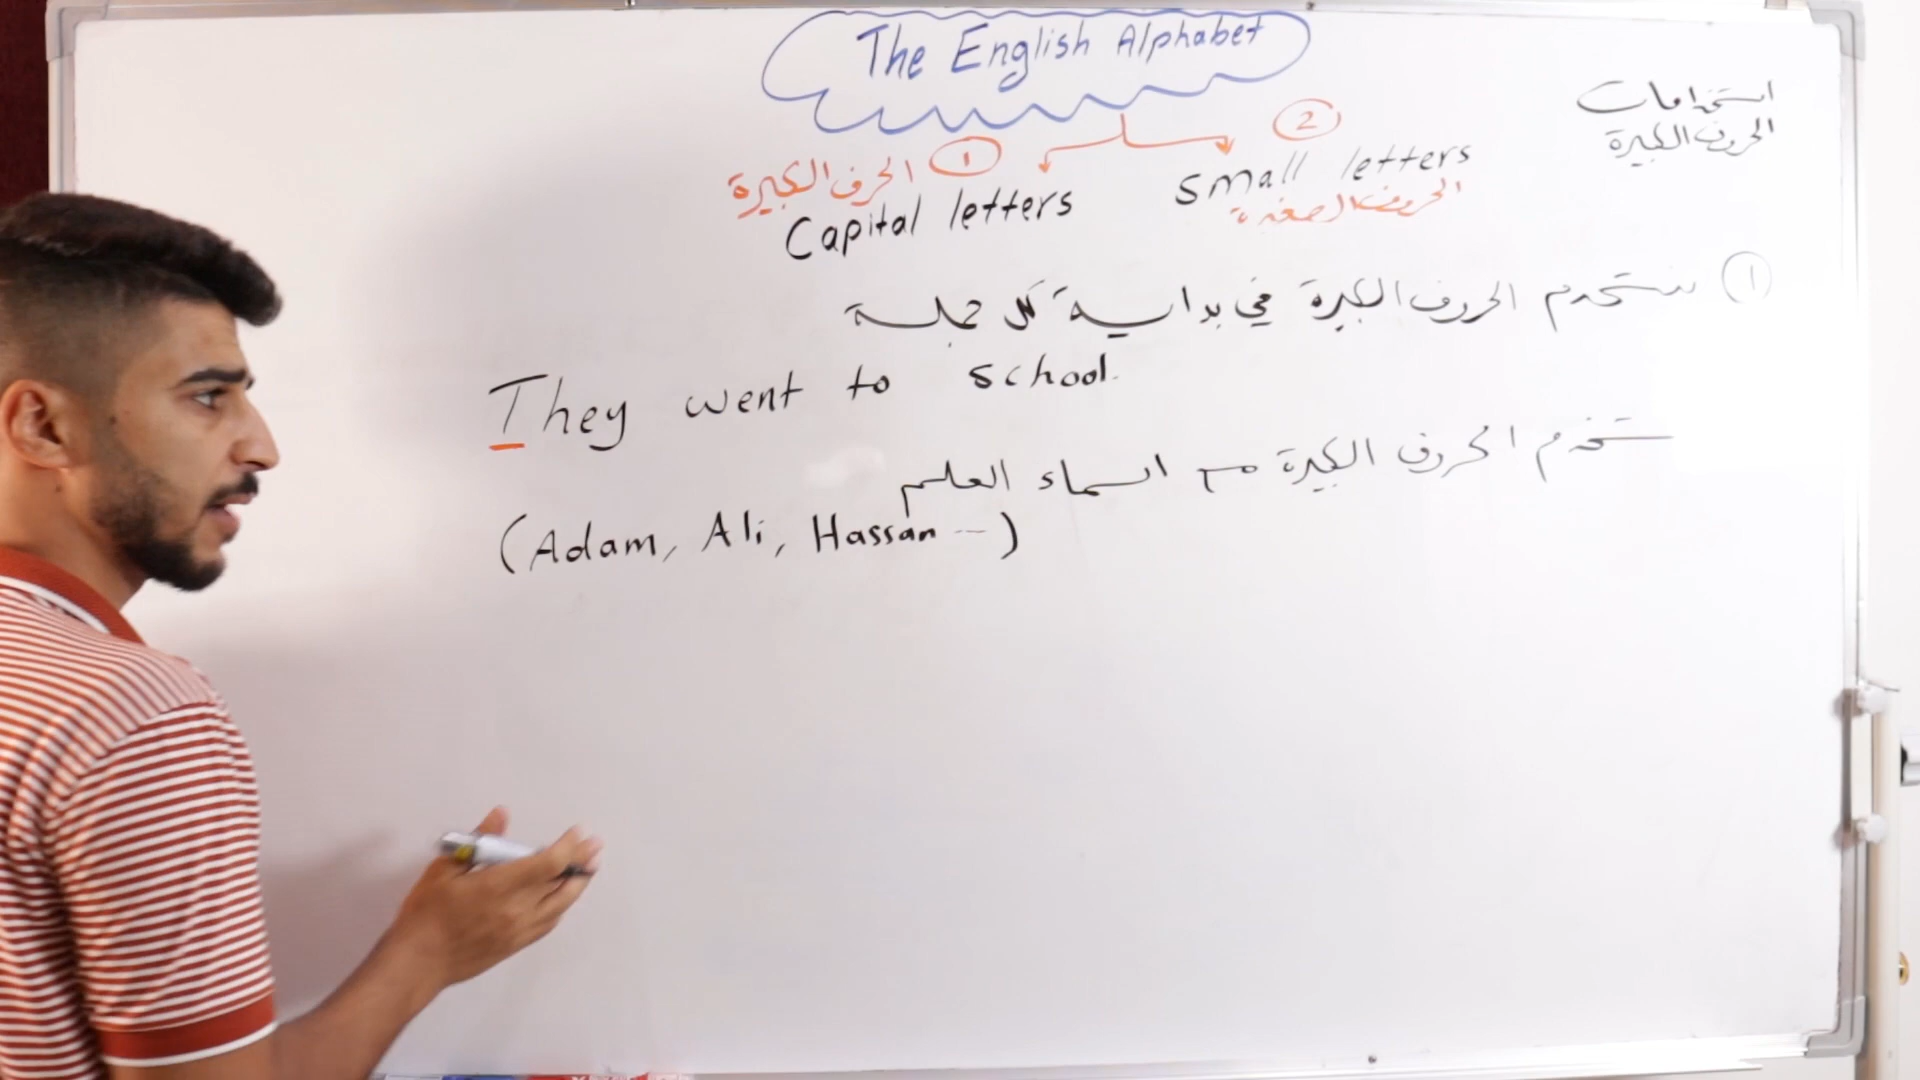 The English Alphabet
استخدامات
الحروف الكبيرة
① الحرف الكبيرة
Capital letters
②
small letters
الحروف الصغيرة
① نستخدم الحروف الكبيرة في بداية كل جملة
They went to school.
نستخدم الحروف الكبيرة مع اسماء العلم
(Adam, Ali, Hassan ---)